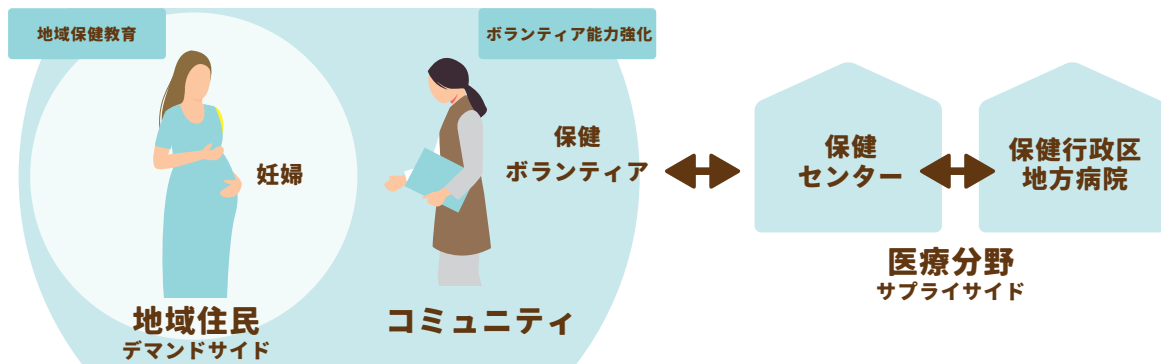 地域保健教育
ボランティア能力強化
妊婦
保健
ボランティア
保健
センター
保健行政区
地方病院
医療分野
サプライサイド
地域住民
デマンドサイド
コミュニティ